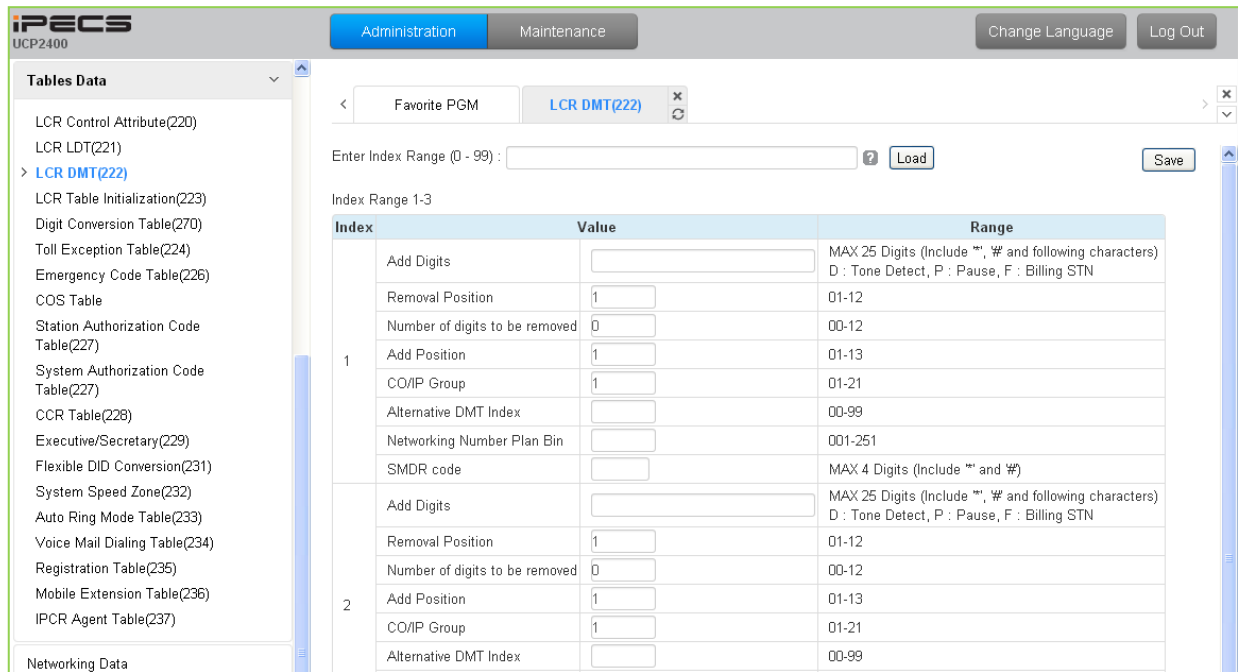 iPECS
UCP2400
Administration
Maintenance
Change Language
Log Out
Tables Data
LCR Control Attribute(220)
LCR LDT(221)
> LCR DMT(222)
LCR Table Initialization(223)
Digit Conversion Table(270)
Toll Exception Table(224)
Emergency Code Table(226)
COS Table
Station Authorization Code
Table(227)
System Authorization Code
Table(227)
CCR Table(228)
Executive/Secretary(229)
Flexible DID Conversion(231)
System Speed Zone(232)
Auto Ring Mode Table(233)
Voice Mail Dialing Table(234)
Registration Table(235)
Mobile Extension Table(236)
IPCR Agent Table(237)
Networking Data
Favorite PGM
LCR DMT(222)
Enter Index Range (0 - 99) :
Load
Save
Index Range 1-3
Index Value Range
1
Add Digits MAX 25 Digits (Include '*', '#' and following characters)
D : Tone Detect, P : Pause, F : Billing STN
Removal Position 1 01-12
Number of digits to be removed 0 00-12
Add Position 1 01-13
CO/IP Group 1 01-21
Alternative DMT Index 00-99
Networking Number Plan Bin 001-251
SMDR code MAX 4 Digits (Include '*' and '#')
2
Add Digits MAX 25 Digits (Include '*', '#' and following characters)
D : Tone Detect, P : Pause, F : Billing STN
Removal Position 1 01-12
Number of digits to be removed 0 00-12
Add Position 1 01-13
CO/IP Group 1 01-21
Alternative DMT Index 00-99